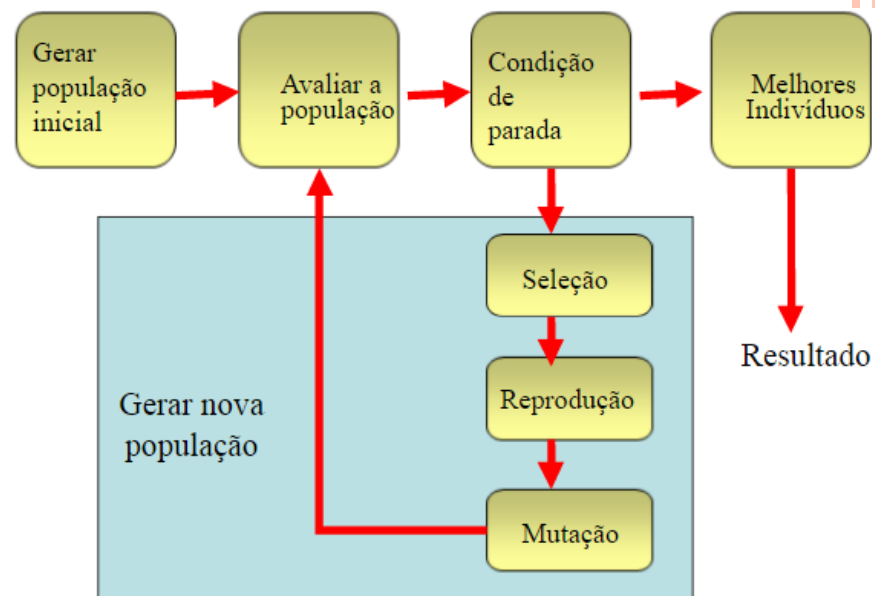 Gerar
população
inicial
Avaliar a
população
Condição
de
parada
Melhores
Indivíduos
Seleção
Resultado
Reprodução
Gerar nova
população
Mutação